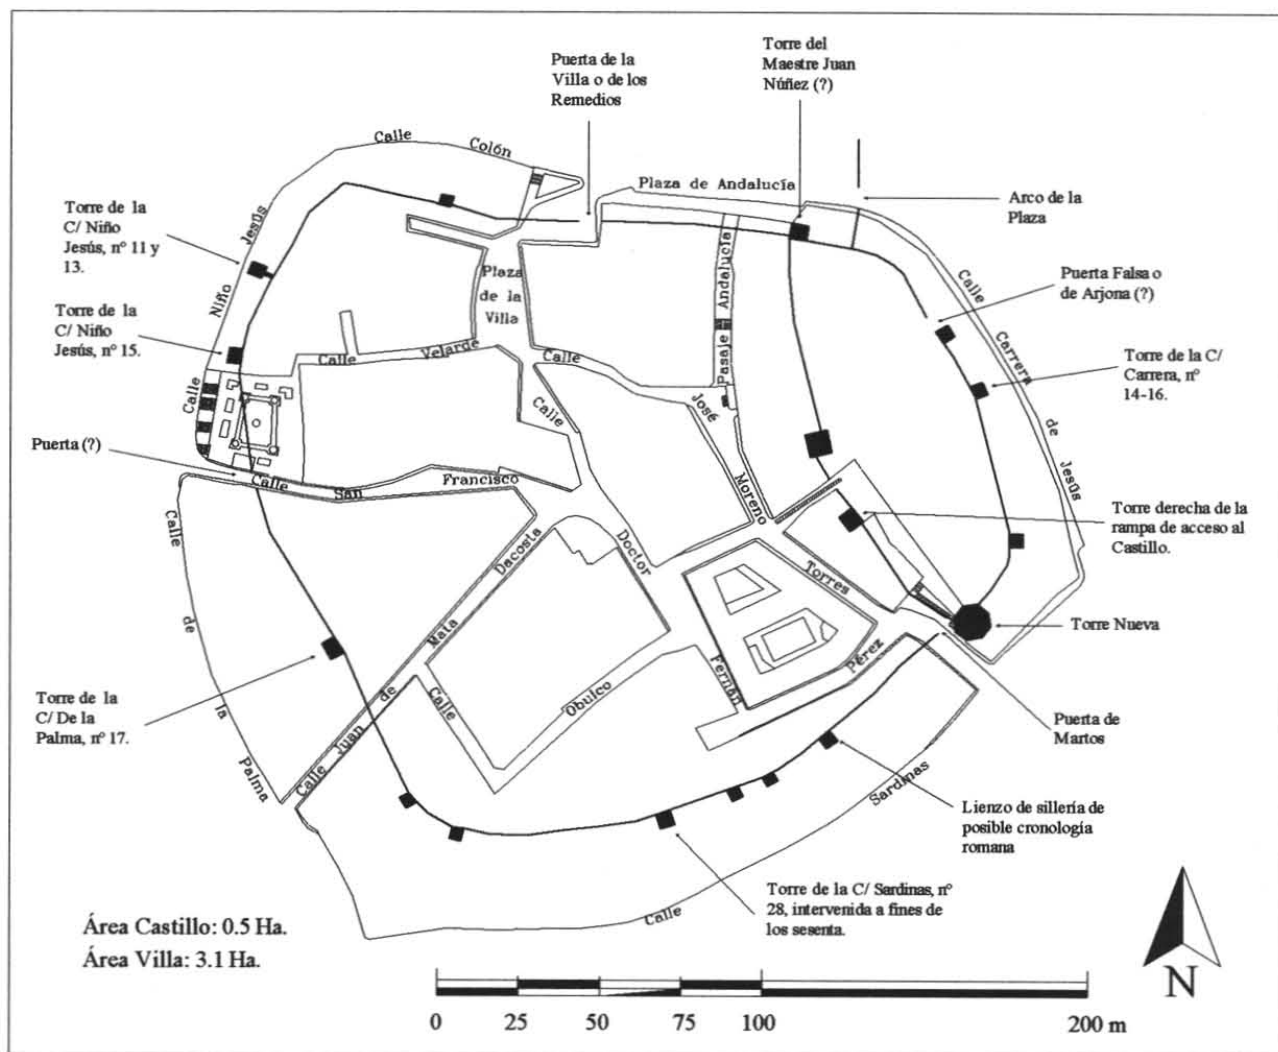 Puerta de la
Villa o de los
Remedios
Torre del
Maestre Juan
Núñez (?)
Calle
Colón
Plaza de Andalucía
Arco de la
Plaza
Torre de la
C/ Niño
Jesús, nº 11 y
13.
Niño
Jesús
Calle
Plaza
de la
Villa
Pasaje Andalucía
Puerta Falsa o
de Arjona (?)
Calle
Carrera
de
Jesús
Torre de la
C/ Niño
Jesús, nº 15.
Calle
Velarde
Calle
José
Moreno
Torre de la C/
Carrera, nº
14-16.
Puerta (?)
Calle
San
Francisco
Calle
Doctor
Torre derecha de la
rampa de acceso al
Castillo.
Calle
de
la
Palma
Calle Juan
de
Mata
Dacosta
Torres
Torre Nueva
Fernán
Pérez
Calle
Obulco
Torre de la
C/ De la
Palma, nº 17.
Puerta de
Martos
Calle
Sardinas
Lienzo de sillería de
posible cronología
romana
Torre de la C/ Sardinas, nº
28, intervenida a fines de
los sesenta.
Área Castillo: 0.5 Ha.
Área Villa: 3.1 Ha.
N
0 25 50 75 100 200 m